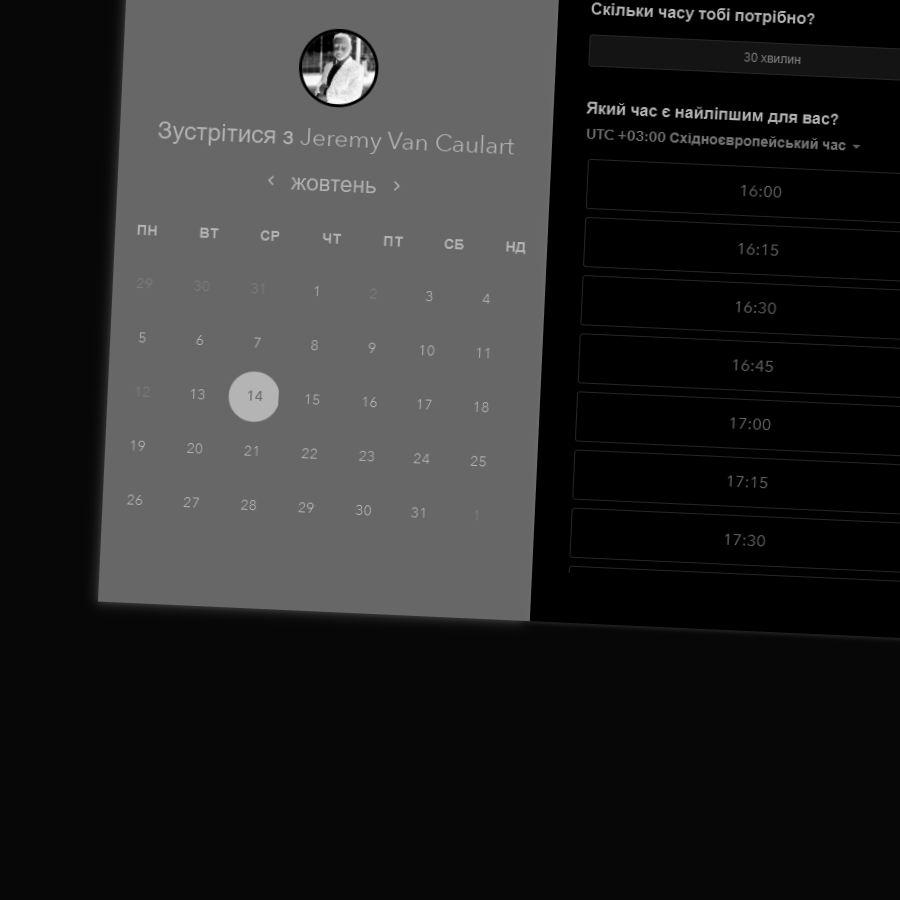 Зустрітися з Jeremy Van Caulart
жовтень
ПН ВТ СР ЧТ ПТ СБ НД
29 30 31 1 2 3 4
5 6 7 8 9 10 11
12 13 14 15 16 17 18
19 20 21 22 23 24 25
26 27 28 29 30 31 1
Скільки часу тобі потрібно?
30 хвилин
Який час є найліпшим для вас?
UTC +03:00 Східноєвропейський час
16:00
16:15
16:30
16:45
17:00
17:15
17:30